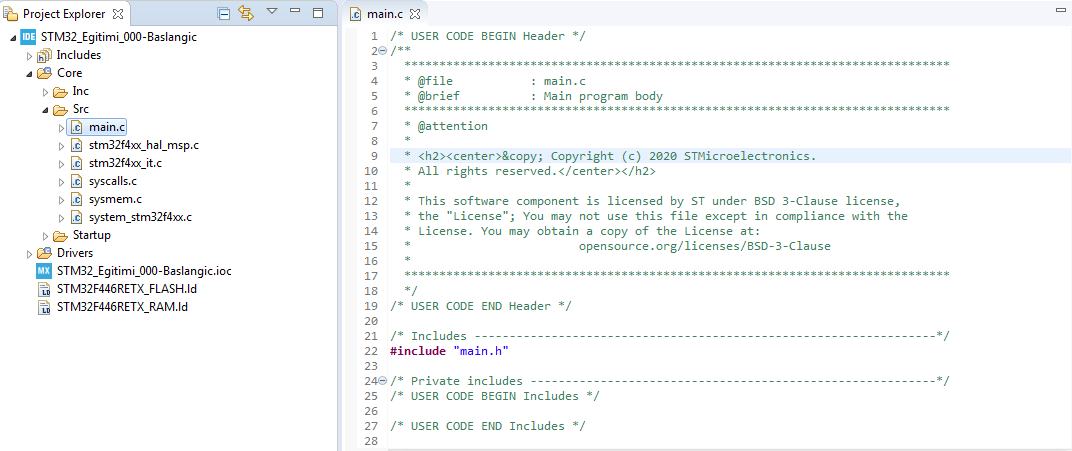 Project Explorer
STM32_Egitimi_000-Baslangic
Includes
Core
Inc
Src
main.c
stm32f4xx_hal_msp.c
stm32f4xx_it.c
syscalls.c
sysmem.c
system_stm32f4xx.c
Startup
Drivers
STM32_Egitimi_000-Baslangic.ioc
STM32F446RETX_FLASH.ld
STM32F446RETX_RAM.ld
main.c
1 /* USER CODE BEGIN Header */
2 /**
3 ******************************************************************************
4 * @file : main.c
5 * @brief : Main program body
6 ******************************************************************************
7 * @attention
8 *
9 * <h2><center>&copy; Copyright (c) 2020 STMicroelectronics.
10 * All rights reserved.</center></h2>
11 *
12 * This software component is licensed by ST under BSD 3-Clause license,
13 * the "License"; You may not use this file except in compliance with the
14 * License. You may obtain a copy of the License at:
15 * opensource.org/licenses/BSD-3-Clause
16 *
17 ******************************************************************************
18 */
19 /* USER CODE END Header */
20
21 /* Includes ------------------------------------------------------------------*/
22 #include "main.h"
23
24 /* Private includes ----------------------------------------------------------*/
25 /* USER CODE BEGIN Includes */
26
27 /* USER CODE END Includes */
28